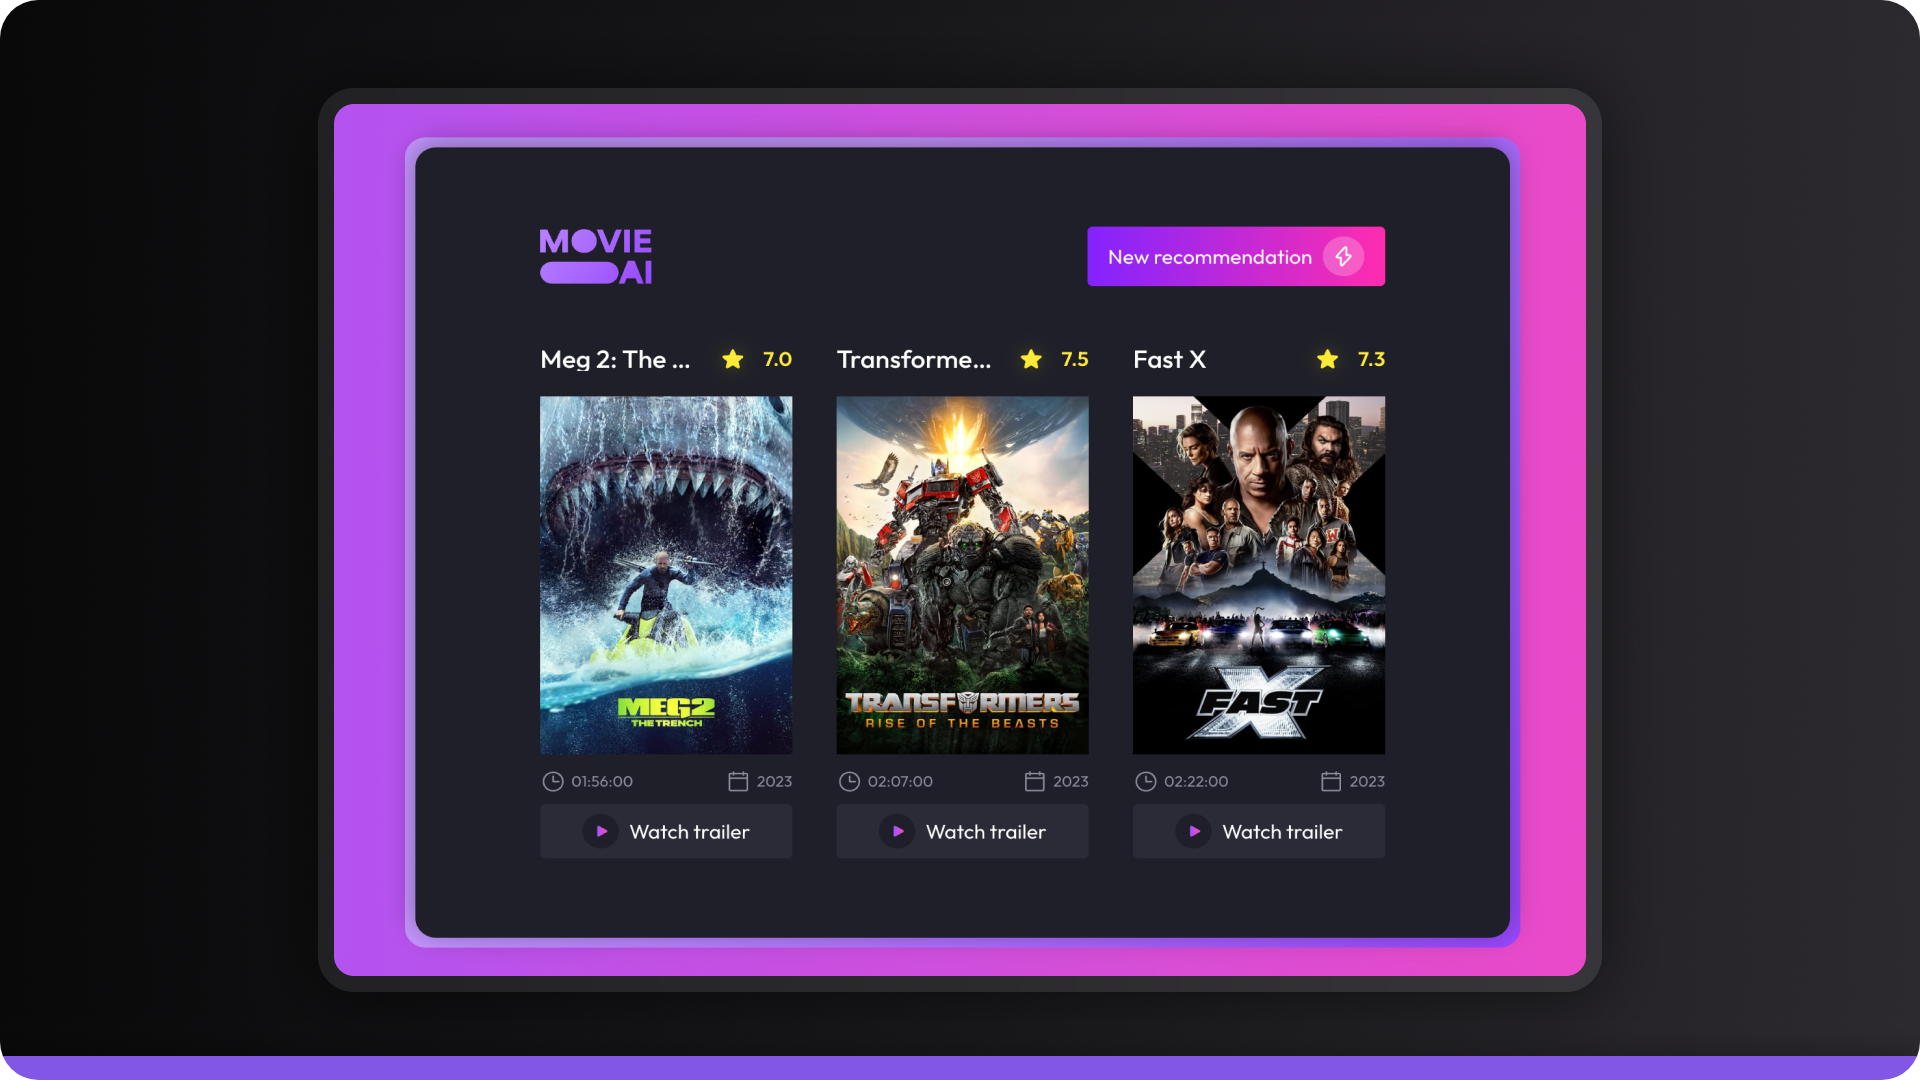 MOVIE
AI
New recommendation
Meg 2: The ...
7.0
Transforme...
7.5
Fast X
7.3
MEG2
THE TRENCH
TRANSFORMERS
RISE OF THE BEASTS
FAST X
01:56:00
2023
02:07:00
2023
02:22:00
2023
Watch trailer
Watch trailer
Watch trailer